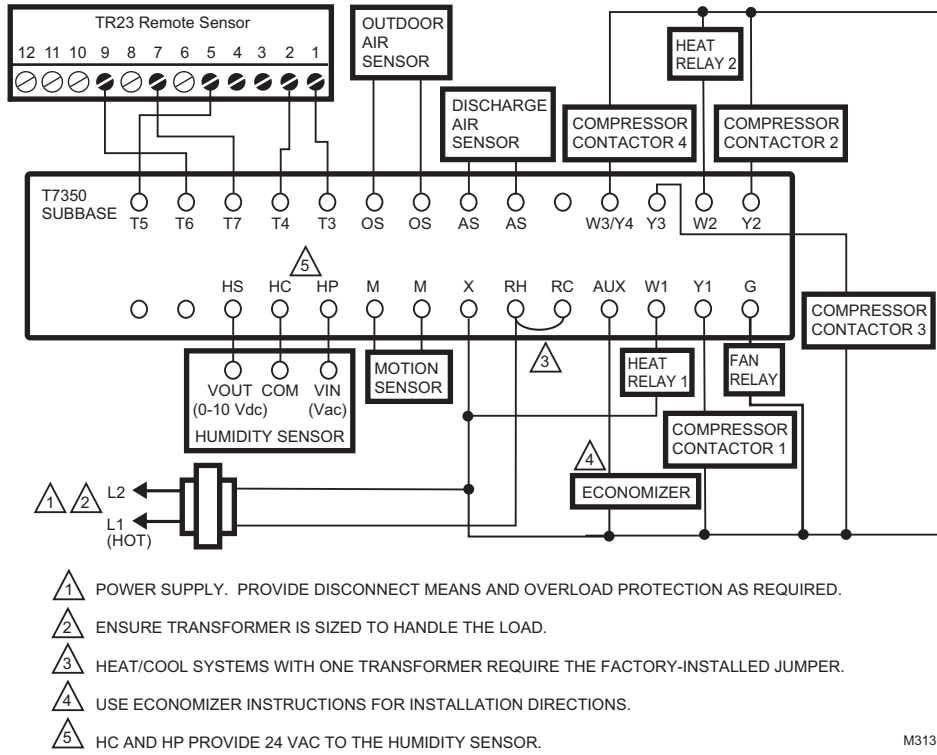 TR23 Remote Sensor
12 11 10 9 8 7 6 5 4 3 2 1
OUTDOOR
AIR
SENSOR
HEAT
RELAY 2
DISCHARGE
AIR
SENSOR
COMPRESSOR
CONTACTOR 4
COMPRESSOR
CONTACTOR 2
T7350
SUBBASE
T5 T6 T7 T4 T3 OS OS AS AS W3/Y4 Y3 W2 Y2
5
HS HC HP M M X RH RC AUX W1 Y1 G
COMPRESSOR
CONTACTOR 3
3
VOUT COM VIN
(0-10 Vdc) (Vac)
HUMIDITY SENSOR
MOTION
SENSOR
HEAT
RELAY 1
FAN
RELAY
COMPRESSOR
CONTACTOR 1
4
ECONOMIZER
1 2 L2
L1
(HOT)
1 POWER SUPPLY. PROVIDE DISCONNECT MEANS AND OVERLOAD PROTECTION AS REQUIRED.
2 ENSURE TRANSFORMER IS SIZED TO HANDLE THE LOAD.
3 HEAT/COOL SYSTEMS WITH ONE TRANSFORMER REQUIRE THE FACTORY-INSTALLED JUMPER.
4 USE ECONOMIZER INSTRUCTIONS FOR INSTALLATION DIRECTIONS.
5 HC AND HP PROVIDE 24 VAC TO THE HUMIDITY SENSOR.
M313